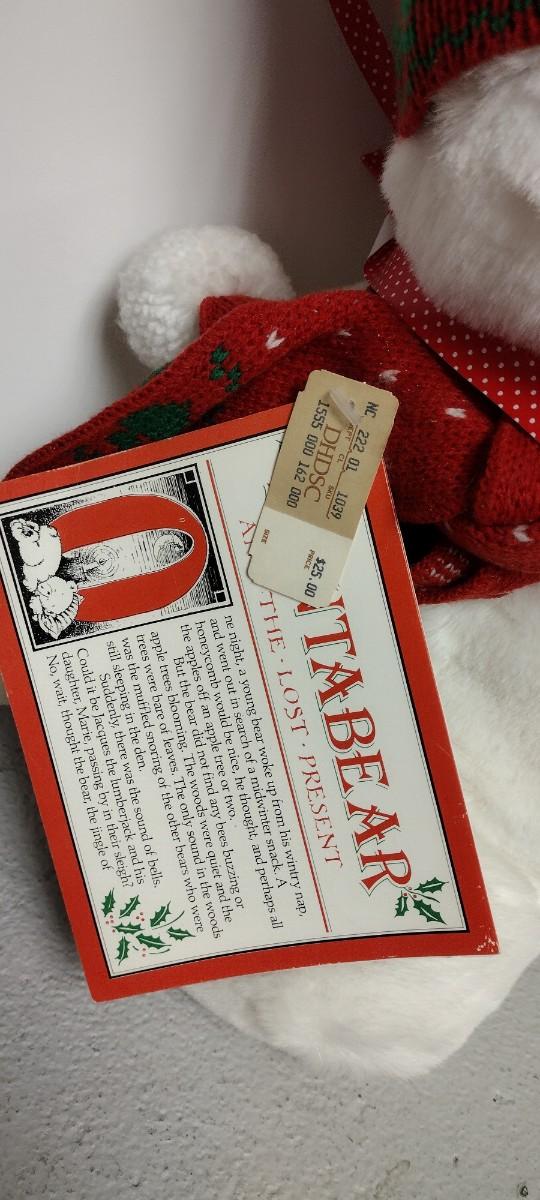 NC 222 01 1039
DEPT CL SKU
DHDSC
1555 000 162 000
SIZE
PRICE
$25.00
NTABEAR
THE · LOST · PRESENT
O
ne night, a young bear woke up from his wintry nap,
and went out in search of a midwinter snack. A
honeycomb would be nice, he thought, and perhaps all
the apples off an apple tree or two.
But the bear did not find any bees buzzing or
apple trees blooming. The woods were quiet and the
trees were bare of leaves. The only sound in the woods
was the muffled snoring of the other bears who were
still sleeping in the den.
Suddenly, there was the sound of bells.
Could it be Jacques the lumberjack and his
daughter, Marie, passing by in their sleigh?
No, wait, thought the bear, the jingle of